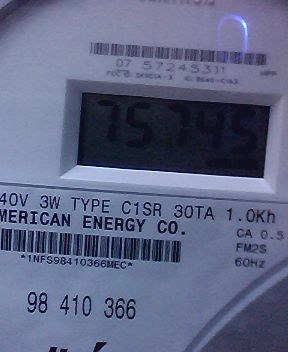 07 57245311
75745
40V 3W TYPE C1SR 30TA 1.0Kh
MERICAN ENERGY CO.
CA 0.5
FM2S
*1NFS98410366MEC*
60Hz
98 410 366